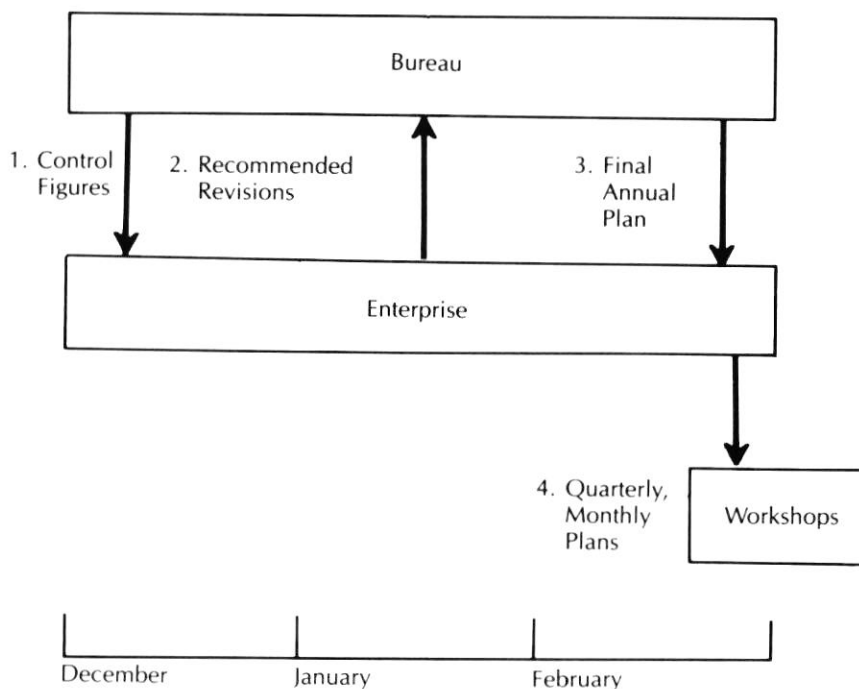 Bureau
1. Control
Figures
2. Recommended
Revisions
3. Final
Annual
Plan
Enterprise
4. Quarterly,
Monthly
Plans
Workshops
December
January
February